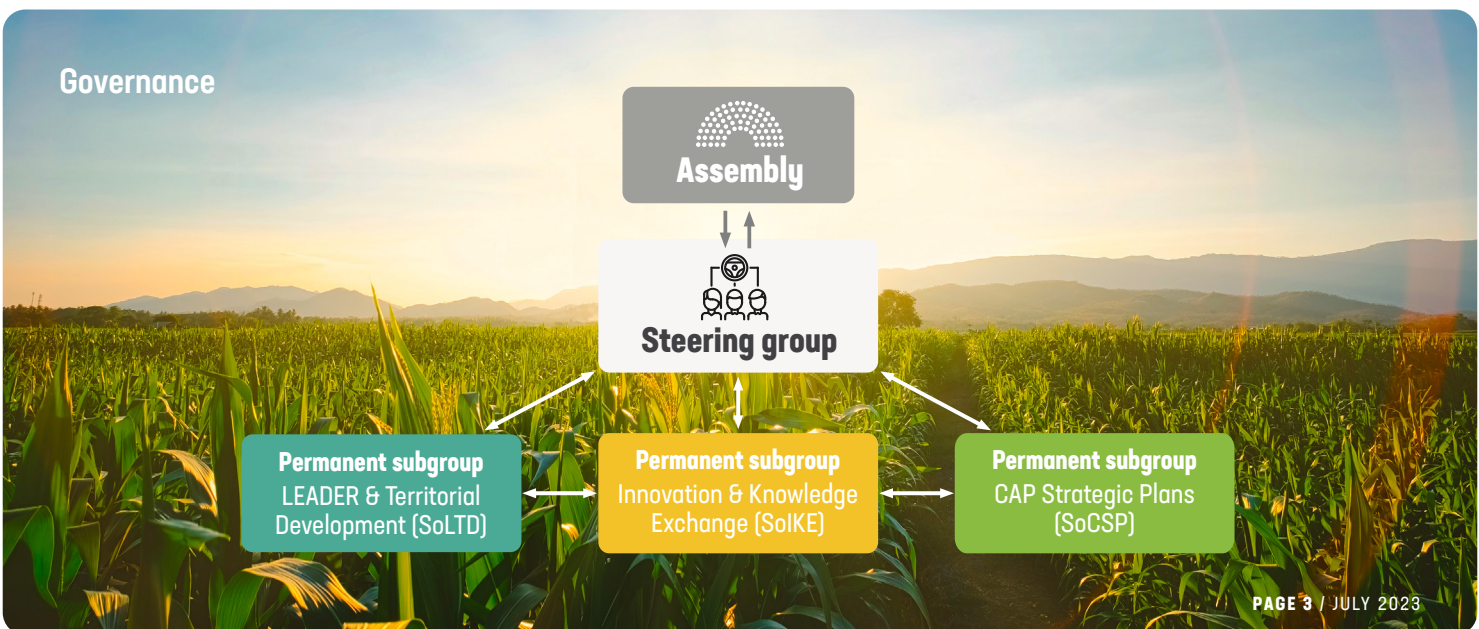 Governance
Assembly
Steering group
Permanent subgroup
LEADER & Territorial
Development (SoLTD)
Permanent subgroup
Innovation & Knowledge
Exchange (SoIKE)
Permanent subgroup
CAP Strategic Plans
(SoCSP)
PAGE 3 / JULY 2023